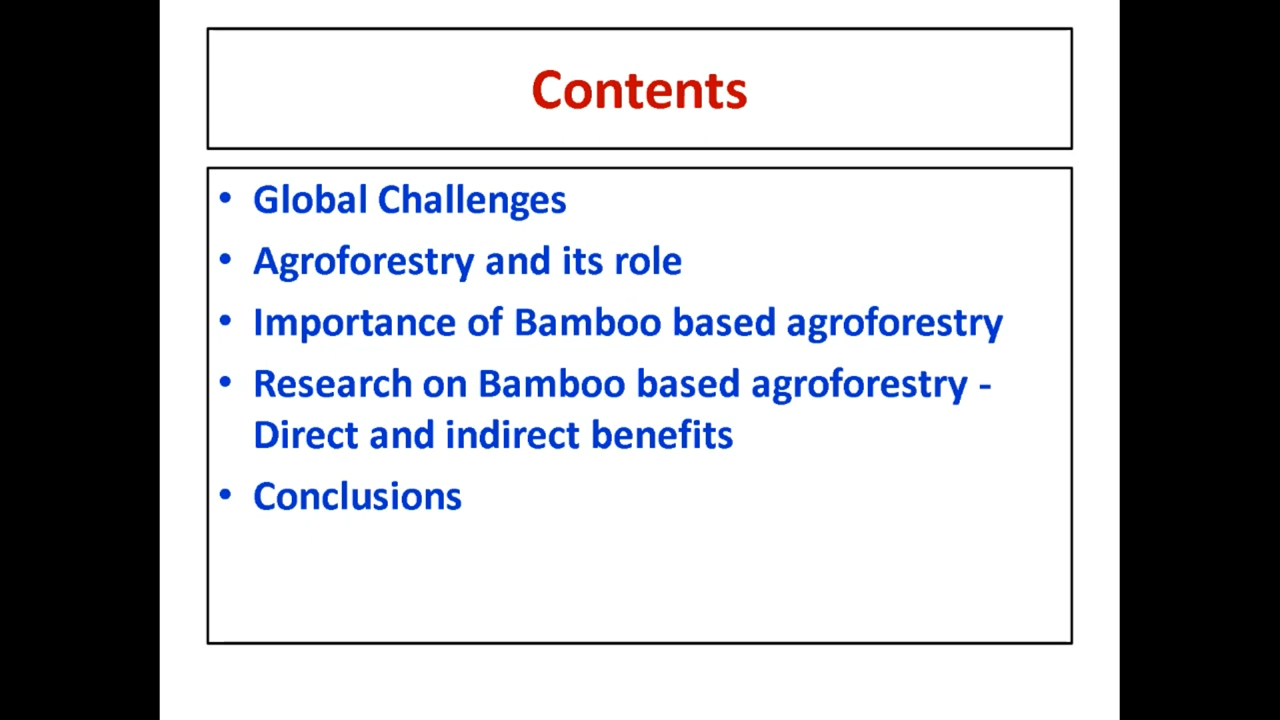 Contents
• Global Challenges
• Agroforestry and its role
• Importance of Bamboo based agroforestry
• Research on Bamboo based agroforestry -
Direct and indirect benefits
• Conclusions